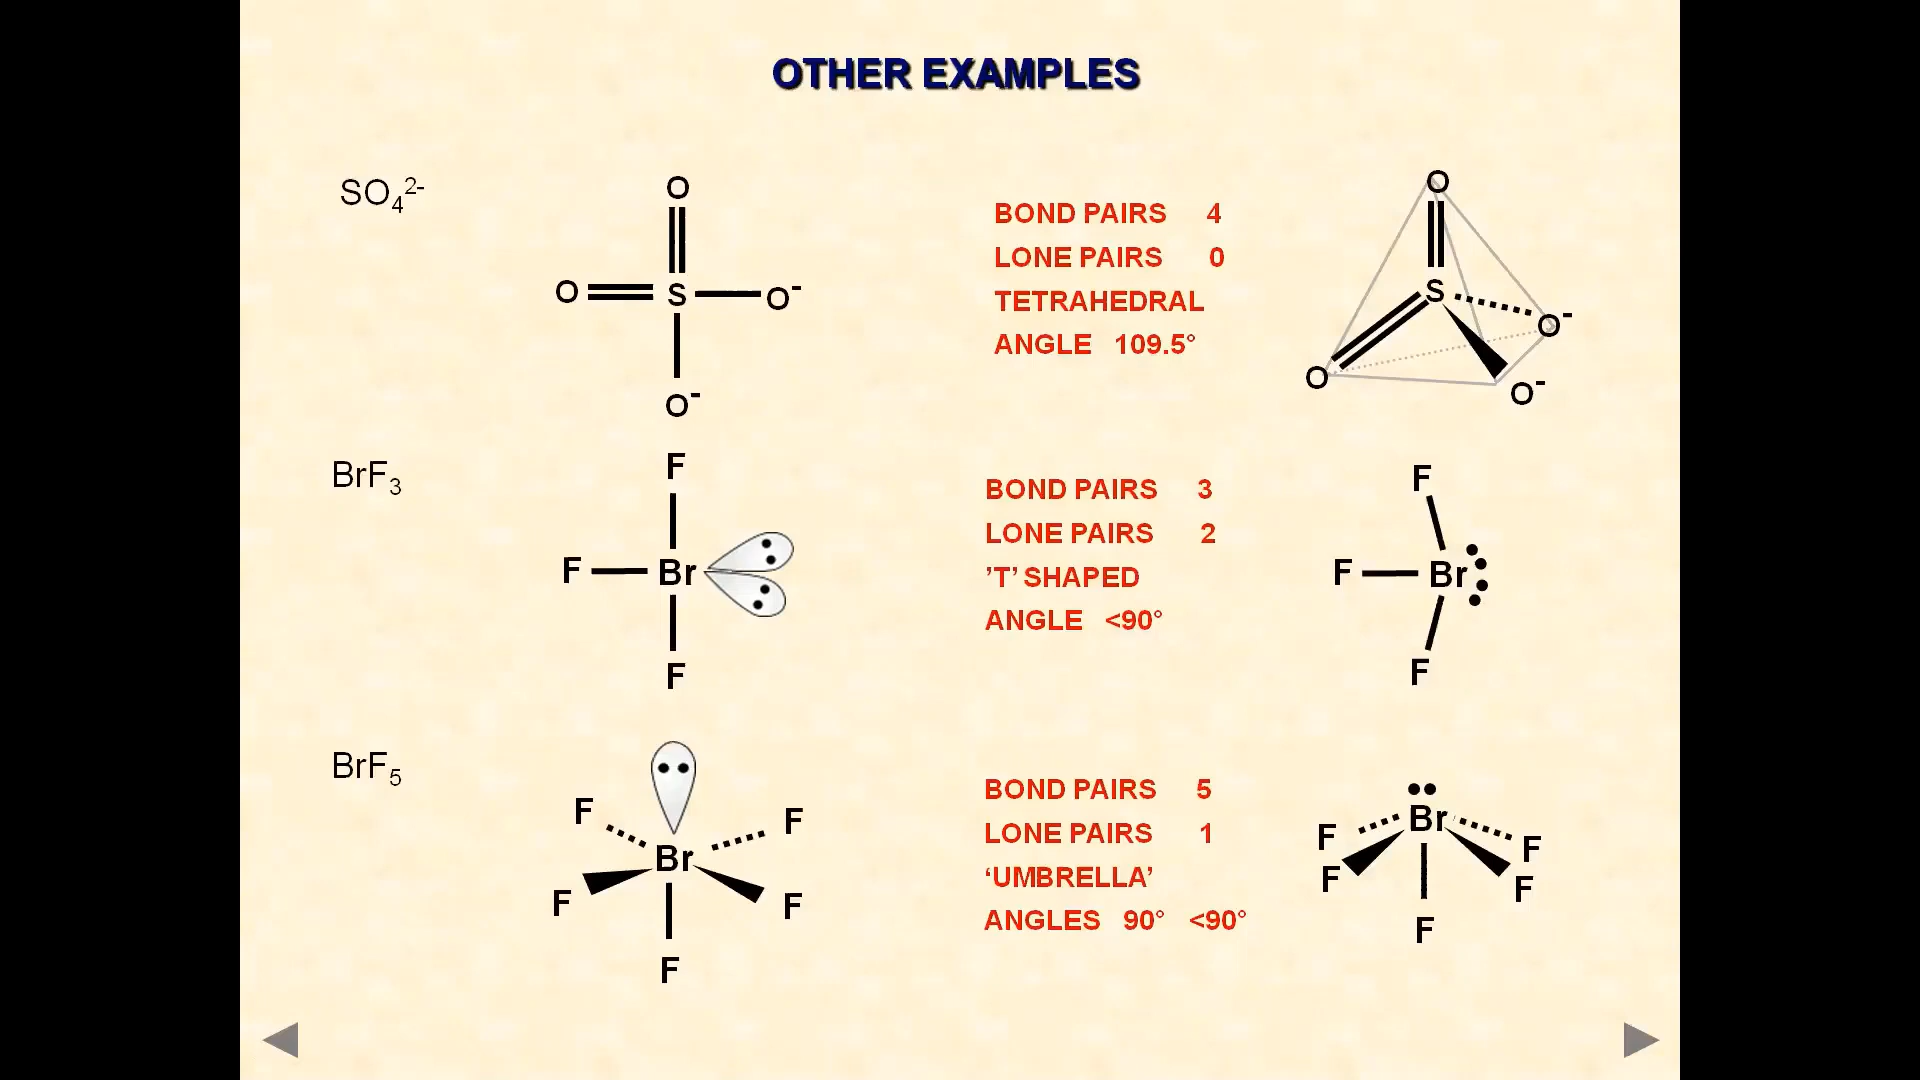 OTHER EXAMPLES
SO₄²⁻
O
O S O⁻
O⁻
BOND PAIRS 4
LONE PAIRS 0
TETRAHEDRAL
ANGLE 109.5°
O
S
O⁻
O
O⁻
BrF₃
F
F Br
F
BOND PAIRS 3
LONE PAIRS 2
’T’ SHAPED
ANGLE <90°
F
F Br
F
BrF₅
F F
Br
F F
F
BOND PAIRS 5
LONE PAIRS 1
‘UMBRELLA’
ANGLES 90° <90°
Br
F F
F F
F